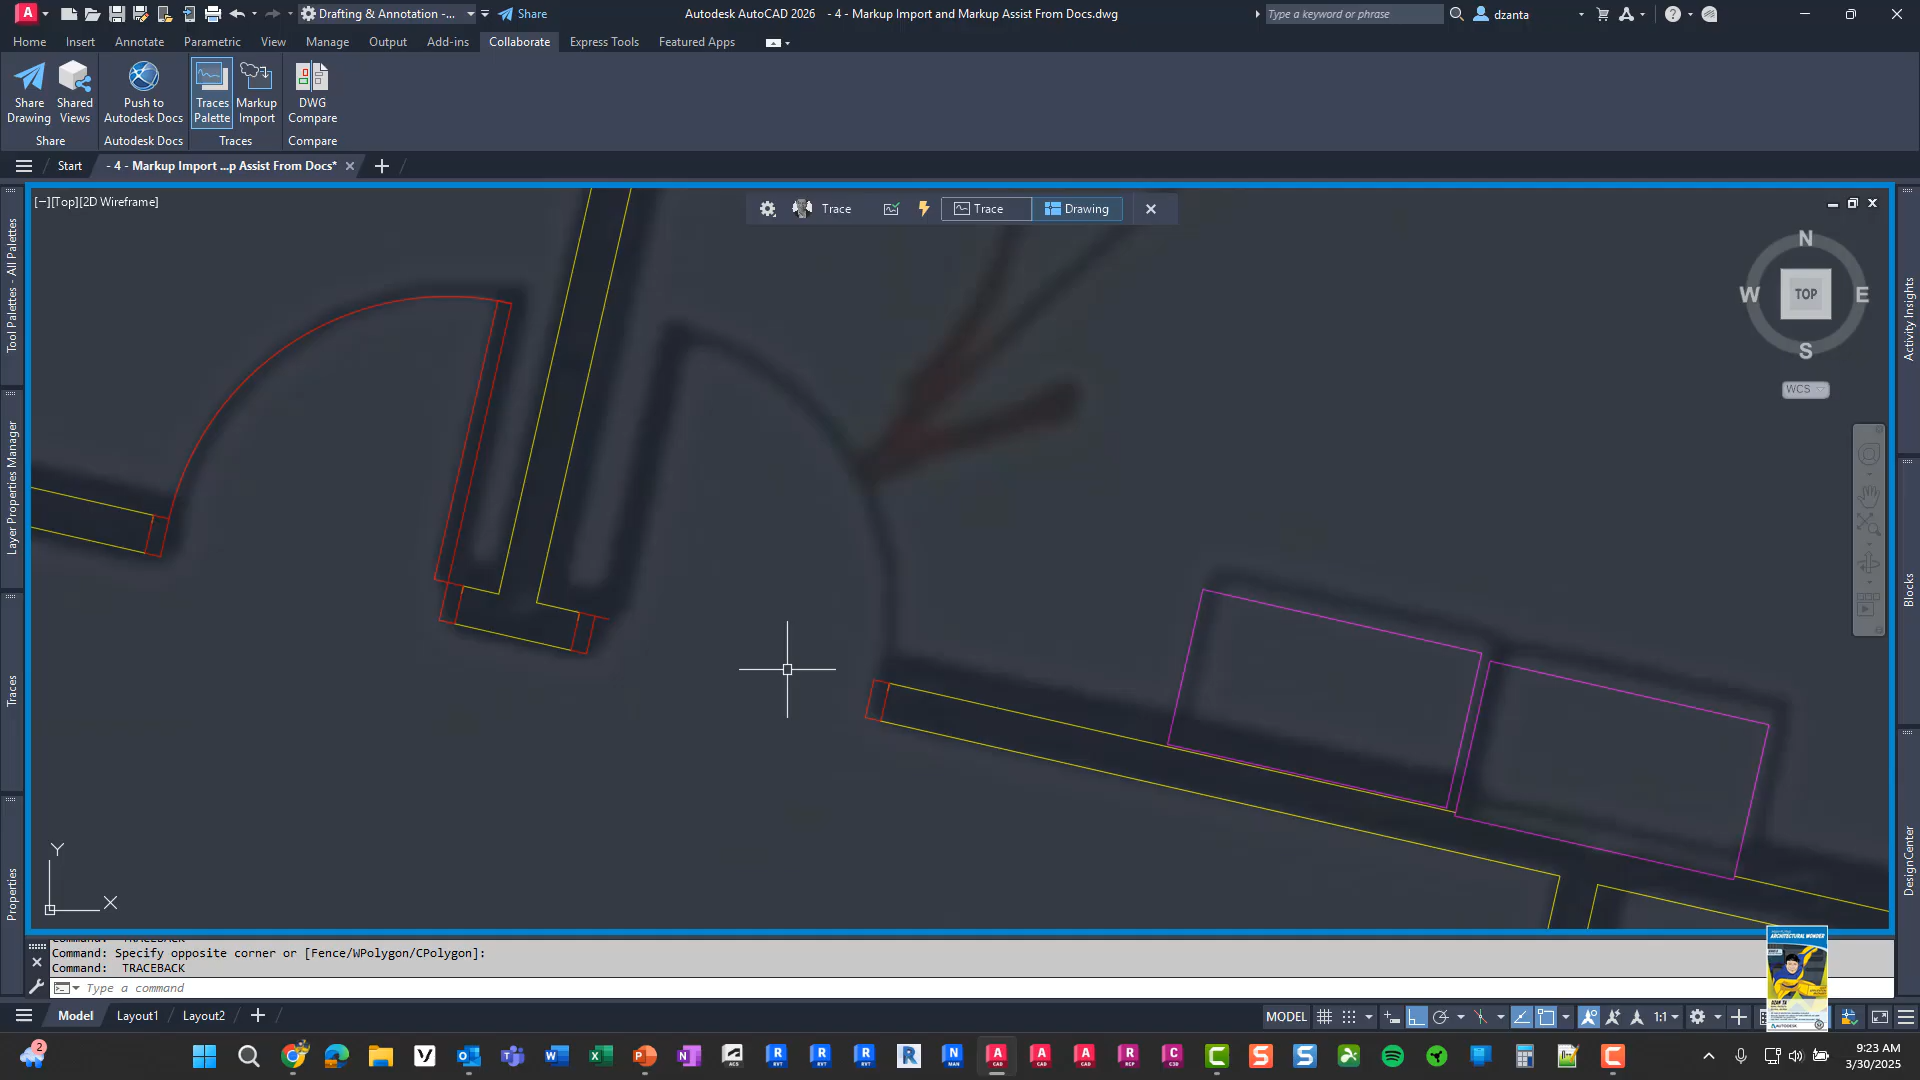 Drafting & Annotation -...
Share
Autodesk AutoCAD 2026 - 4 - Markup Import and Markup Assist From Docs.dwg
Type a keyword or phrase
dzanta
Home Insert Annotate Parametric View Manage Output Add-ins Collaborate Express Tools Featured Apps
Share Drawing
Shared Views
Push to Autodesk Docs
Traces Palette
Markup Import
DWG Compare
Share Autodesk Docs Traces Compare
Start
- 4 - Markup Import ...p Assist From Docs*
[−][Top][2D Wireframe]
Trace
Trace
Drawing
N
W TOP E
S
WCS
Tool Palettes - All Palettes
Layer Properties Manager
Traces
Properties
Activity Insights
Blocks
DesignCenter
Y
X
Command: TRACEBACK
Command: Specify opposite corner or [Fence/WPolygon/CPolygon]:
Command: TRACEBACK
Type a command
ARCHITECTURAL WONDER
Model Layout1 Layout2
MODEL
1:1
9:23 AM
3/30/2025